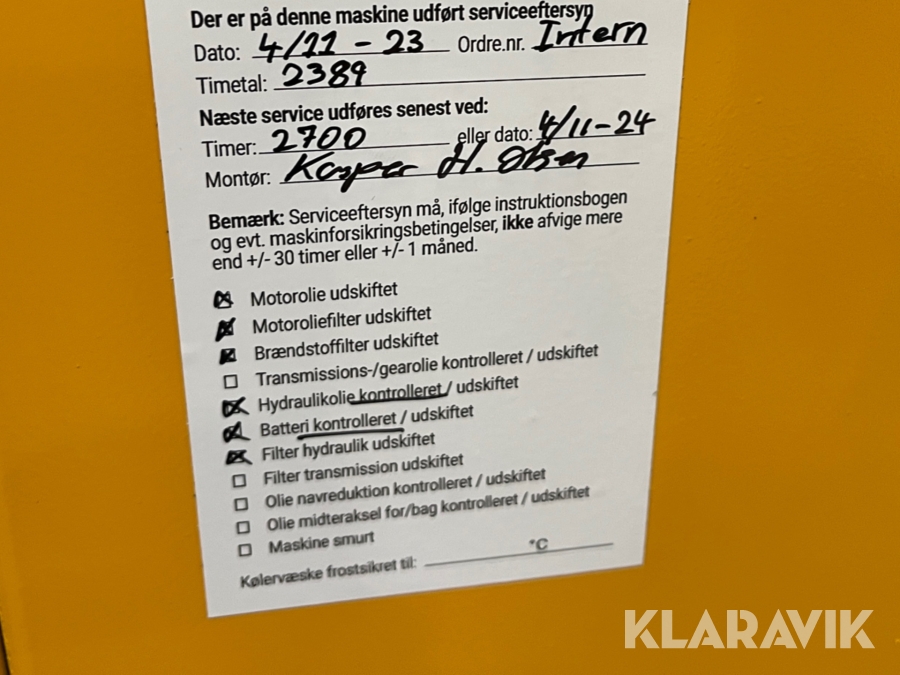 Der er på denne maskine udført serviceeftersyn
Dato: 4/11 - 23 Ordre.nr. Intern
Timetal: 2389
Næste service udføres senest ved:
Timer: 2700 eller dato: 4/11-24
Montør: Kasper H. Olsen
Bemærk: Serviceeftersyn må, ifølge instruktionsbogen
og evt. maskinforsikringsbetingelser, ikke afvige mere
end +/- 30 timer eller +/- 1 måned.
Motorolie udskiftet
Motoroliefilter udskiftet
Brændstoffilter udskiftet
Transmissions-/gearolie kontrolleret / udskiftet
Hydraulikolie kontrolleret / udskiftet
Batteri kontrolleret / udskiftet
Filter hydraulik udskiftet
Filter transmission udskiftet
Olie navreduktion kontrolleret / udskiftet
Olie midteraksel for/bag kontrolleret / udskiftet
Maskine smurt
Kølervæske frostsikret til: °C
KLARAVIK